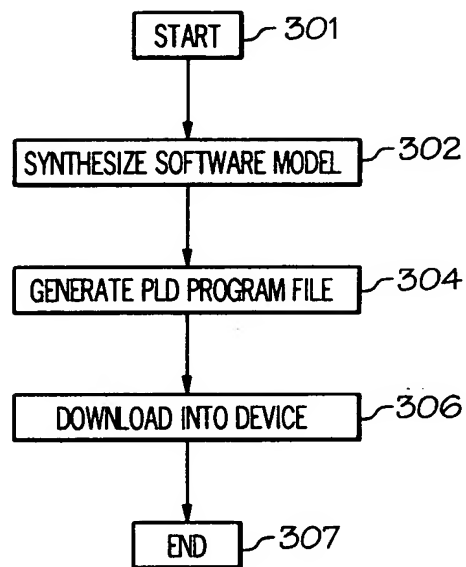 START 301
SYNTHESIZE SOFTWARE MODEL 302
GENERATE PLD PROGRAM FILE 304
DOWNLOAD INTO DEVICE 306
END 307